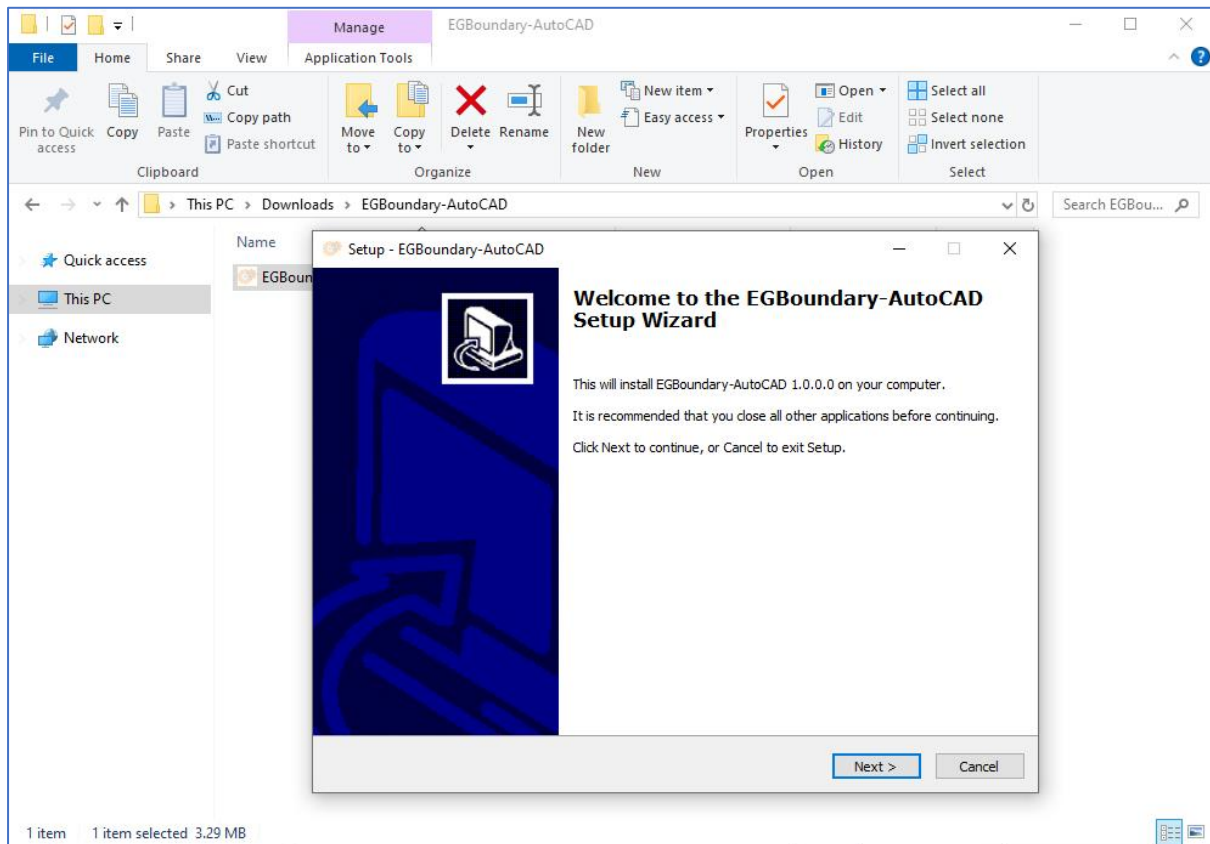 Manage
EGBoundary-AutoCAD
File
Home
Share
View
Application Tools
Pin to Quick
access
Copy
Paste
Cut
Copy path
Paste shortcut
Clipboard
Move
to
Copy
to
Delete
Rename
Organize
New
folder
New item
Easy access
New
Properties
Open
Edit
History
Open
Select all
Select none
Invert selection
Select
This PC > Downloads > EGBoundary-AutoCAD
Search EGBou...
Quick access
This PC
Network
Name
EGBoun
Setup - EGBoundary-AutoCAD
Welcome to the EGBoundary-AutoCAD
Setup Wizard
This will install EGBoundary-AutoCAD 1.0.0.0 on your computer.
It is recommended that you close all other applications before continuing.
Click Next to continue, or Cancel to exit Setup.
Next >
Cancel
1 item 1 item selected 3.29 MB